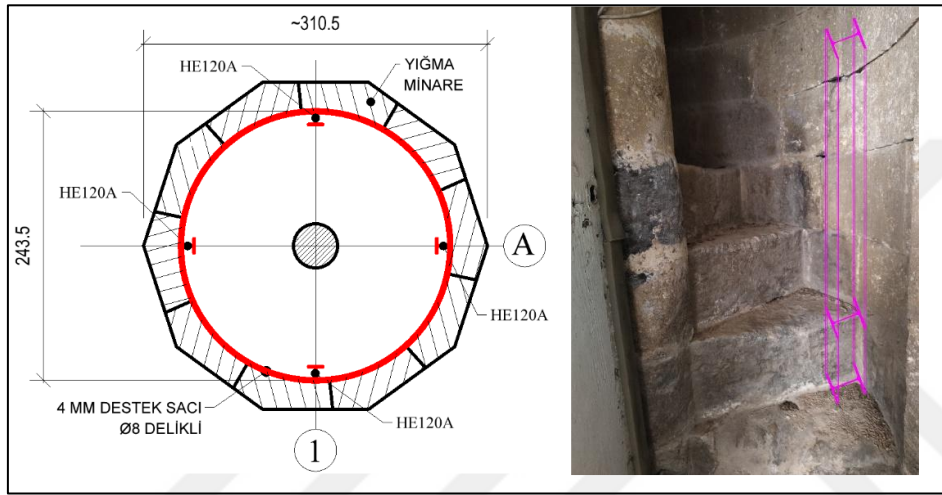 ~310.5
HE120A
YIĞMA
MİNARE
HE120A
243.5
A
HE120A
4 MM DESTEK SACI
Ø8 DELİKLİ
HE120A
1